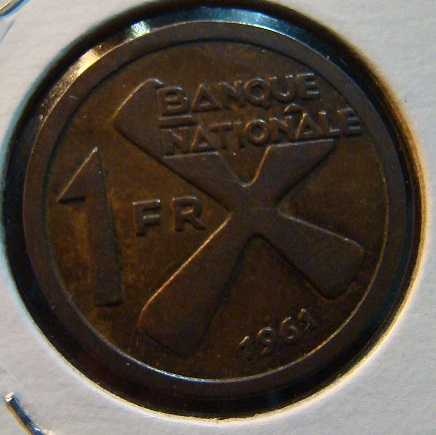 BANQUE
NATIONALE
1 FR
1961